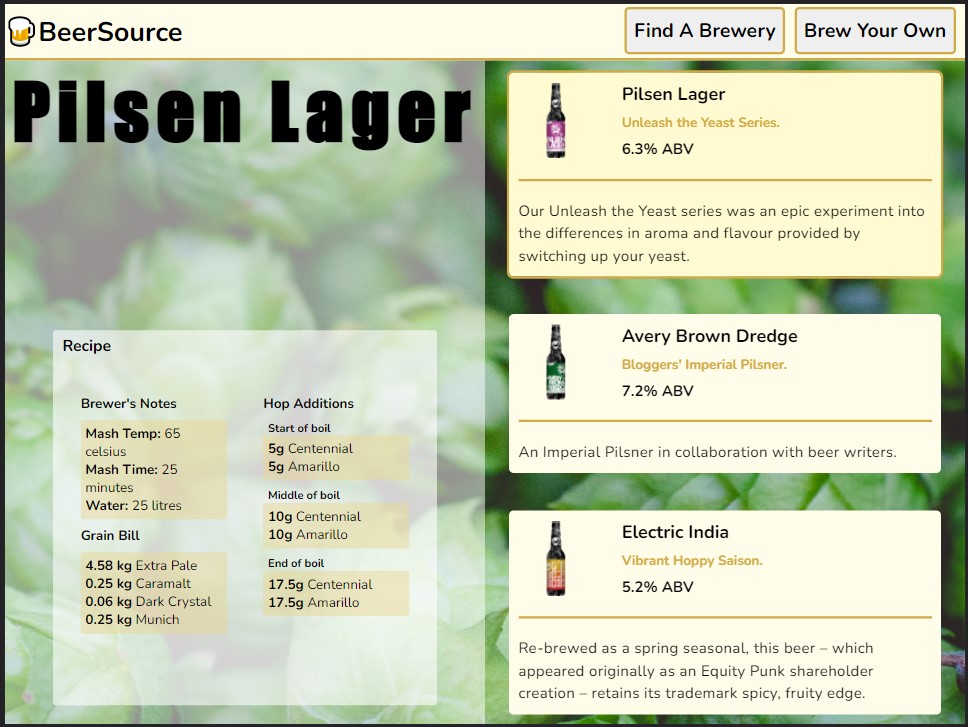 BeerSource
Find A Brewery
Brew Your Own
Pilsen Lager
Recipe
Brewer's Notes
Mash Temp: 65
celsius
Mash Time: 25
minutes
Water: 25 litres
Grain Bill
4.58 kg Extra Pale
0.25 kg Caramalt
0.06 kg Dark Crystal
0.25 kg Munich
Hop Additions
Start of boil
5g Centennial
5g Amarillo
Middle of boil
10g Centennial
10g Amarillo
End of boil
17.5g Centennial
17.5g Amarillo
Pilsen Lager
Unleash the Yeast Series.
6.3% ABV
Our Unleash the Yeast series was an epic experiment into
the differences in aroma and flavour provided by
switching up your yeast.
Avery Brown Dredge
Bloggers' Imperial Pilsner.
7.2% ABV
An Imperial Pilsner in collaboration with beer writers.
Electric India
Vibrant Hoppy Saison.
5.2% ABV
Re-brewed as a spring seasonal, this beer – which
appeared originally as an Equity Punk shareholder
creation – retains its trademark spicy, fruity edge.